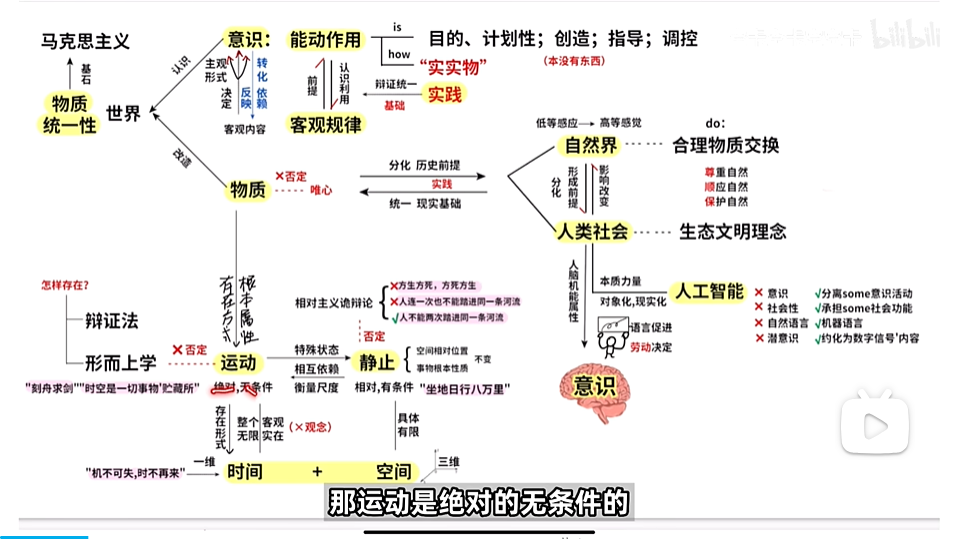 bilibili
马克思主义
基石
物质
统一性
世界
认识
改造
意识： 能动作用
is
how
目的、计划性；创造；指导；调控
(本没有东西)
“实实物”
辩证统一
基础
实践
主观
形式
决定
反映
转化
依赖
客观内容
前提
认识利用
客观规律
物质
×否定
唯心
分化 历史前提
实践
统一 现实基础
低等感应 高等感觉
自然界
do:
合理物质交换
尊重自然
顺应自然
保护自然
分化
形成前提
影响改变
人类社会
生态文明理念
人脑机能属性
本质力量
对象化,现实化
人工智能
× 意识 √分离some意识活动
× 社会性 √承担some社会功能
× 自然语言 √机器语言
× 潜意识 √约化为数字信号'内容
语言促进
劳动决定
意识
怎样存在?
辩证法
形而上学
×否定
"刻舟求剑""时空是一切事物'贮藏所"
根本属性
存在方式
运动
绝对,无条件
特殊状态
相互依赖
衡量尺度
相对主义诡辩论
×方生方死，方死方生
×人连一次也不能踏进同一条河流
√人不能两次踏进同一条河流
否定
静止
空间相对位置
事物根本性质
不变
相对,有条件
"坐地日行八万里"
存在形式
整个
无限
客观
实在
(×观念)
具体
有限
"机不可失,时不再来"
一维
时间 + 空间
三维
那运动是绝对的无条件的